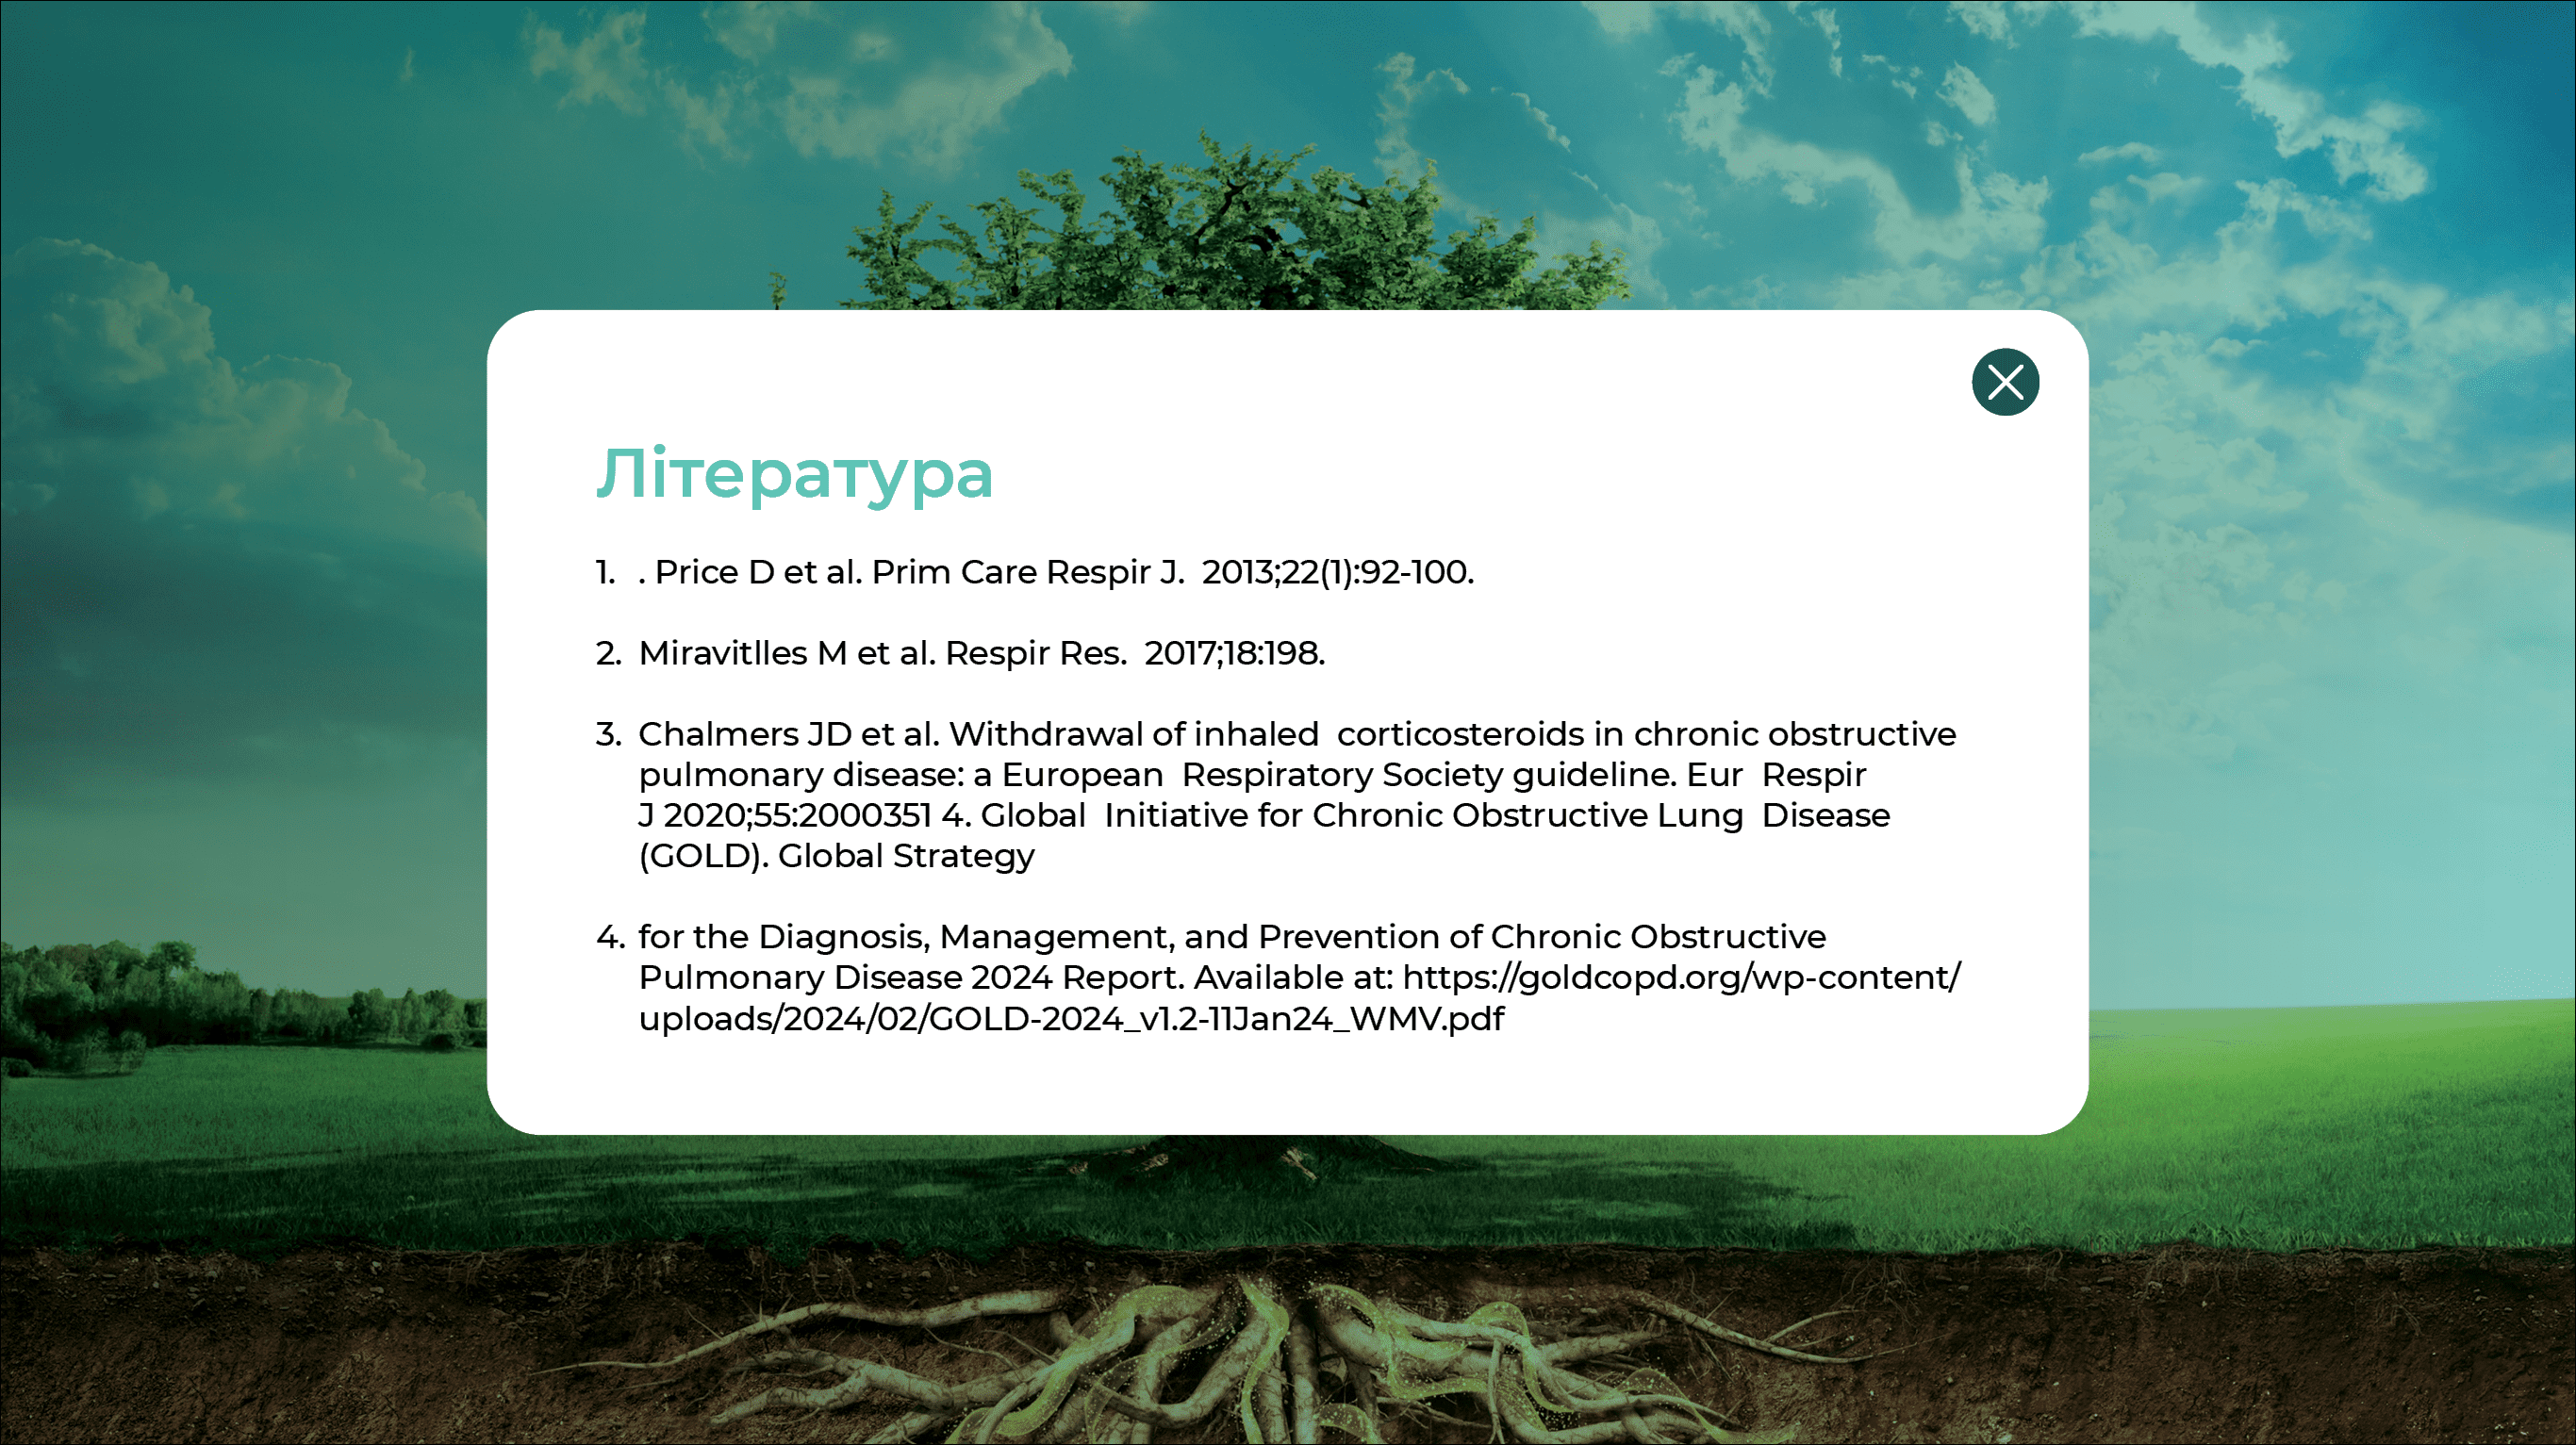 Література
1. . Price D et al. Prim Care Respir J.  2013;22(1):92-100.
2. Miravitlles M et al. Respir Res.  2017;18:198.
3. Chalmers JD et al. Withdrawal of inhaled  corticosteroids in chronic obstructive
pulmonary disease: a European  Respiratory Society guideline. Eur  Respir
J 2020;55:2000351 4. Global  Initiative for Chronic Obstructive Lung  Disease
(GOLD). Global Strategy
4. for the Diagnosis, Management, and Prevention of Chronic Obstructive
Pulmonary Disease 2024 Report. Available at: https://goldcopd.org/wp-content/
uploads/2024/02/GOLD-2024_v1.2-11Jan24_WMV.pdf